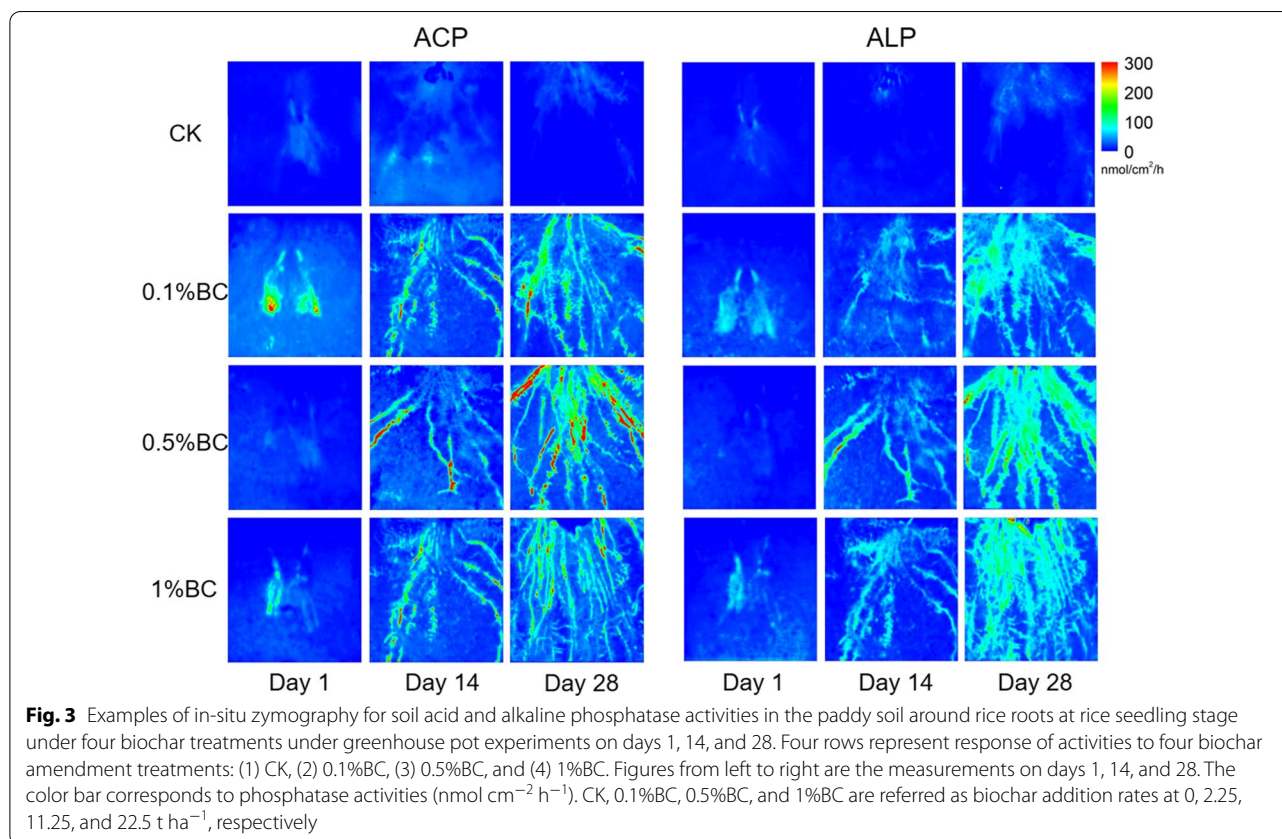 ACP ALP
300
200
100
0
nmol/cm²/h
CK
0.1%BC
0.5%BC
1%BC
Day 1 Day 14 Day 28 Day 1 Day 14 Day 28
Fig. 3 Examples of in-situ zymography for soil acid and alkaline phosphatase activities in the paddy soil around rice roots at rice seedling stage
under four biochar treatments under greenhouse pot experiments on days 1, 14, and 28. Four rows represent response of activities to four biochar
amendment treatments: (1) CK, (2) 0.1%BC, (3) 0.5%BC, and (4) 1%BC. Figures from left to right are the measurements on days 1, 14, and 28. The
color bar corresponds to phosphatase activities (nmol cm⁻² h⁻¹). CK, 0.1%BC, 0.5%BC, and 1%BC are referred as biochar addition rates at 0, 2.25,
11.25, and 22.5 t ha⁻¹, respectively